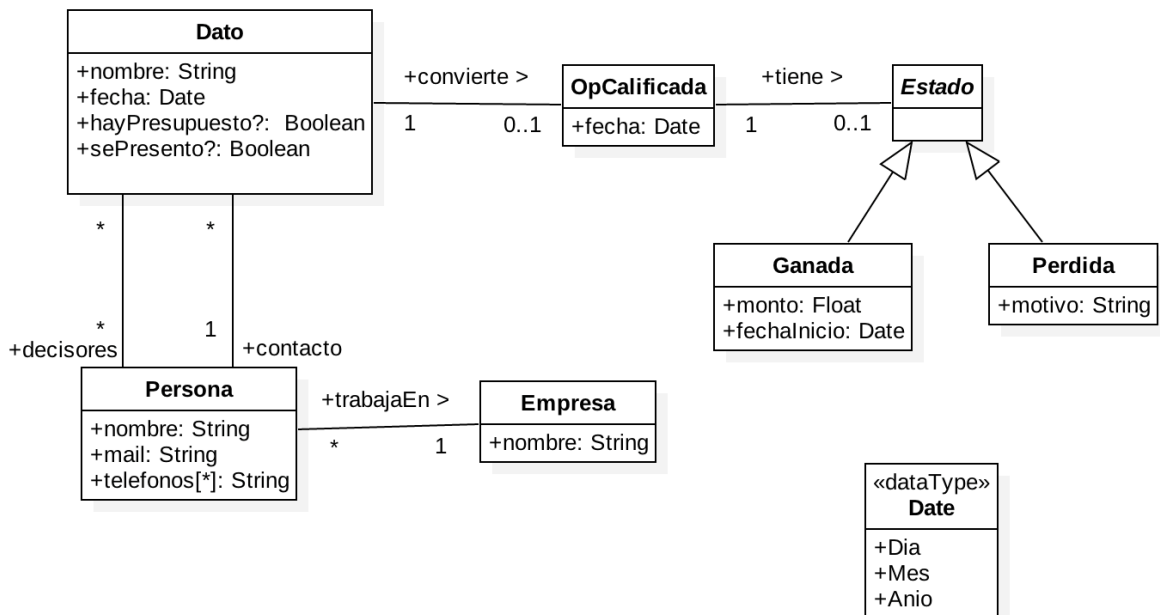 Dato
+nombre: String
+fecha: Date
+hayPresupuesto?: Boolean
+sePresento?: Boolean
+convierte >
1
0..1
OpCalificada
+fecha: Date
+tiene >
1
0..1
Estado
*
*
*
1
+decisores
+contacto
Ganada
+monto: Float
+fechaInicio: Date
Perdida
+motivo: String
Persona
+nombre: String
+mail: String
+telefonos[*]: String
+trabajaEn >
*
1
Empresa
+nombre: String
«dataType»
Date
+Dia
+Mes
+Anio